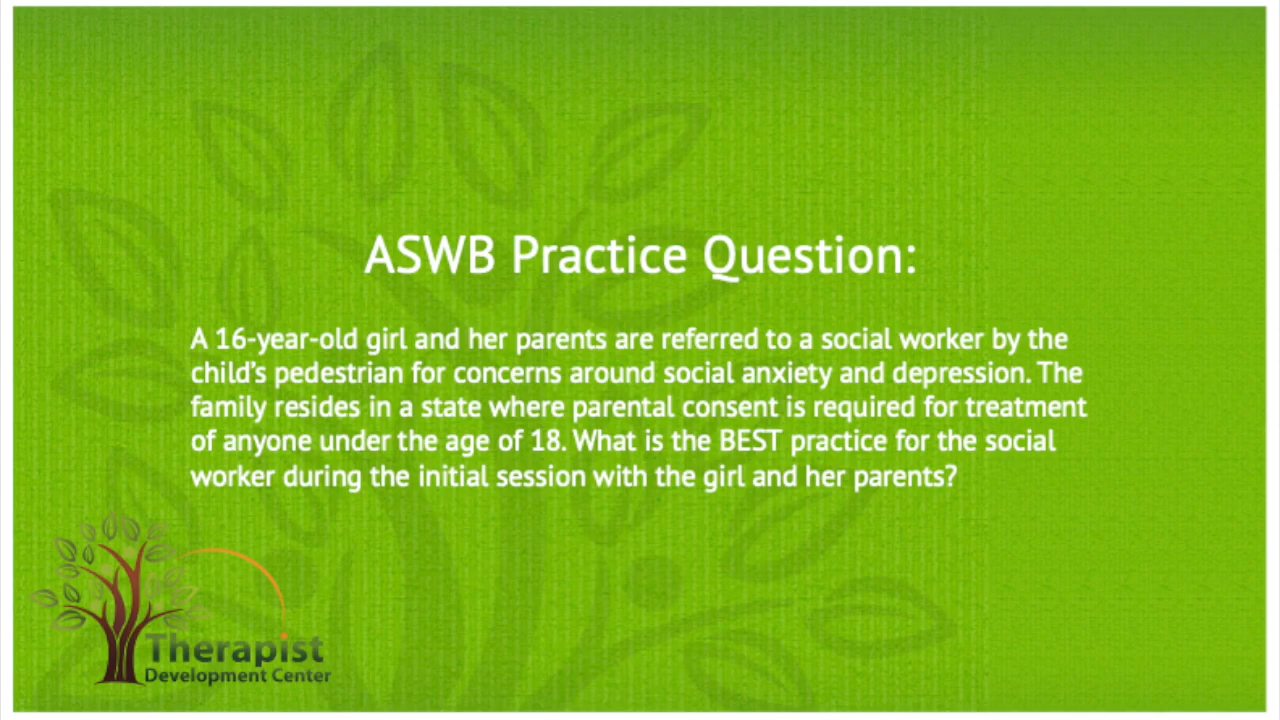 ASWB Practice Question:
A 16-year-old girl and her parents are referred to a social worker by the
child's pedestrian for concerns around social anxiety and depression. The
family resides in a state where parental consent is required for treatment
of anyone under the age of 18. What is the BEST practice for the social
worker during the initial session with the girl and her parents?
Therapist
Development Center